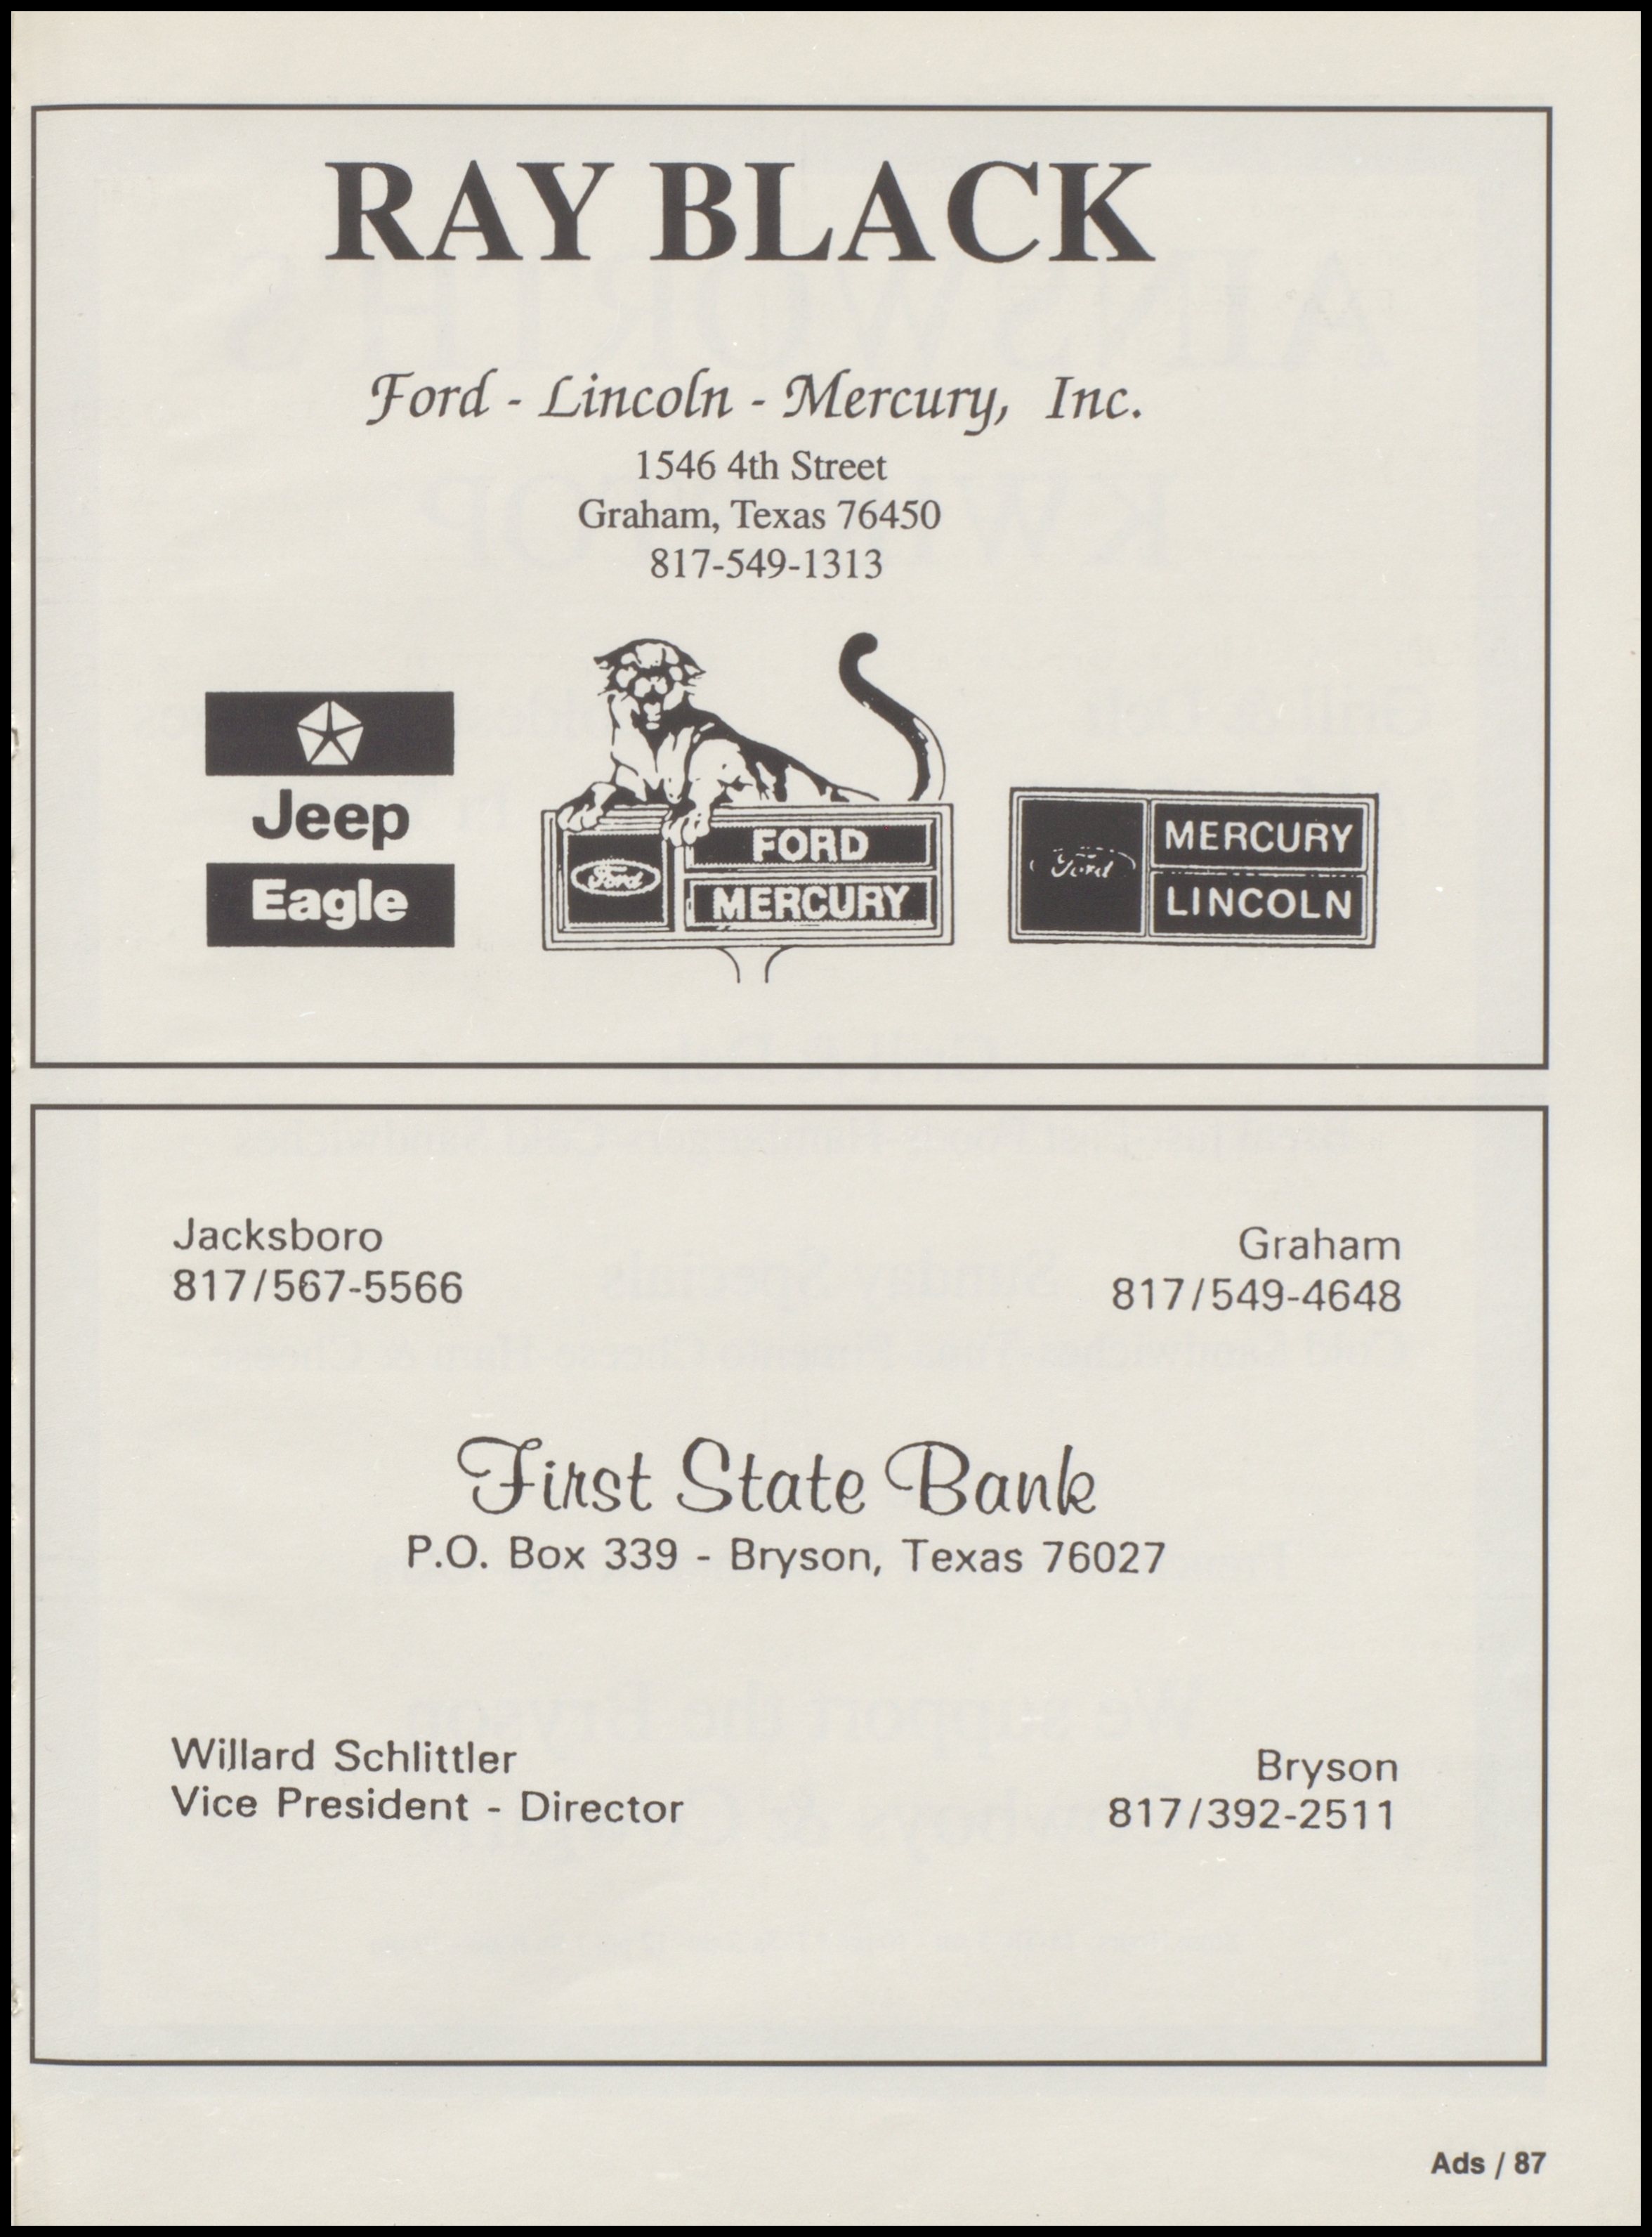 RAY BLACK
Ford - Lincoln - Mercury, Inc.
1546 4th Street
Graham, Texas 76450
817-549-1313
Jeep
Eagle
Ford
FORD
MERCURY
Ford
MERCURY
LINCOLN
Jacksboro
817/567-5566
Graham
817/549-4648
First State Bank
P.O. Box 339 - Bryson, Texas 76027
Willard Schlittler
Vice President - Director
Bryson
817/392-2511
Ads / 87